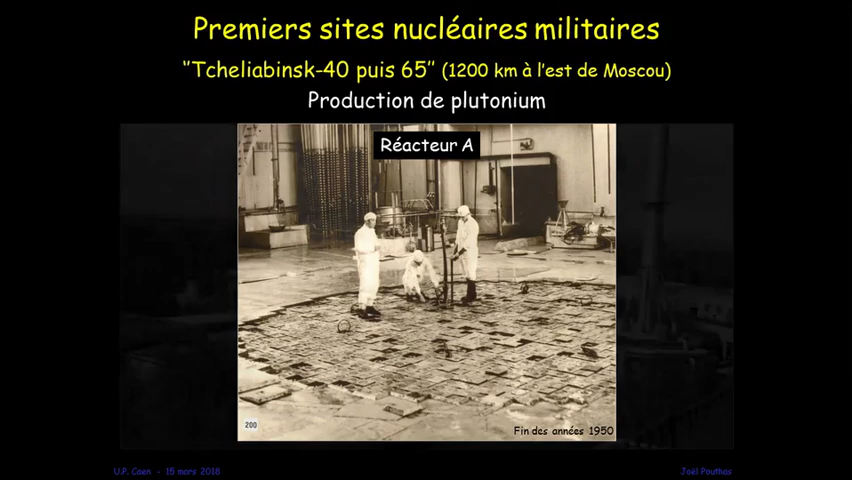 Premiers sites nucléaires militaires
“Tcheliabinsk-40 puis 65” (1200 km à l’est de Moscou)
Production de plutonium
Réacteur A
200
Fin des années 1950
U.P. Caen - 15 mars 2018
Joël Pouthas